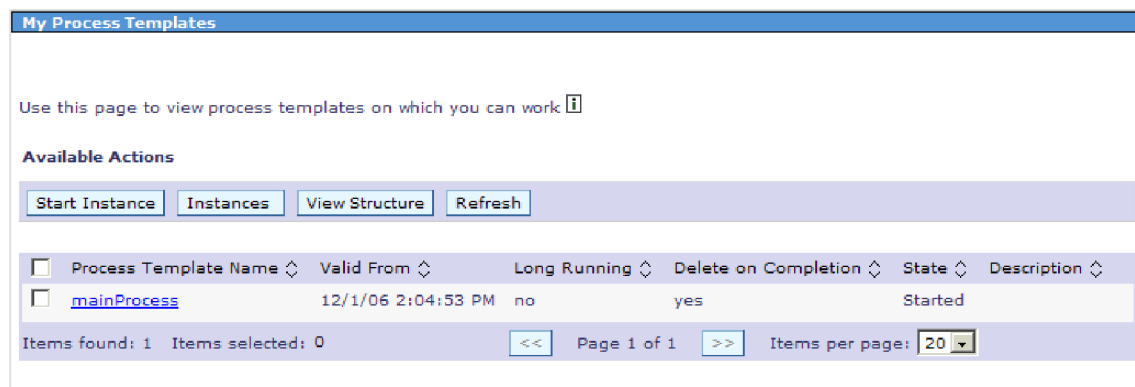 My Process Templates
Use this page to view process templates on which you can work i
Available Actions
Start Instance Instances View Structure Refresh
Process Template Name Valid From Long Running Delete on Completion State Description
mainProcess 12/1/06 2:04:53 PM no yes Started
Items found: 1 Items selected: 0 << Page 1 of 1 >> Items per page: 20